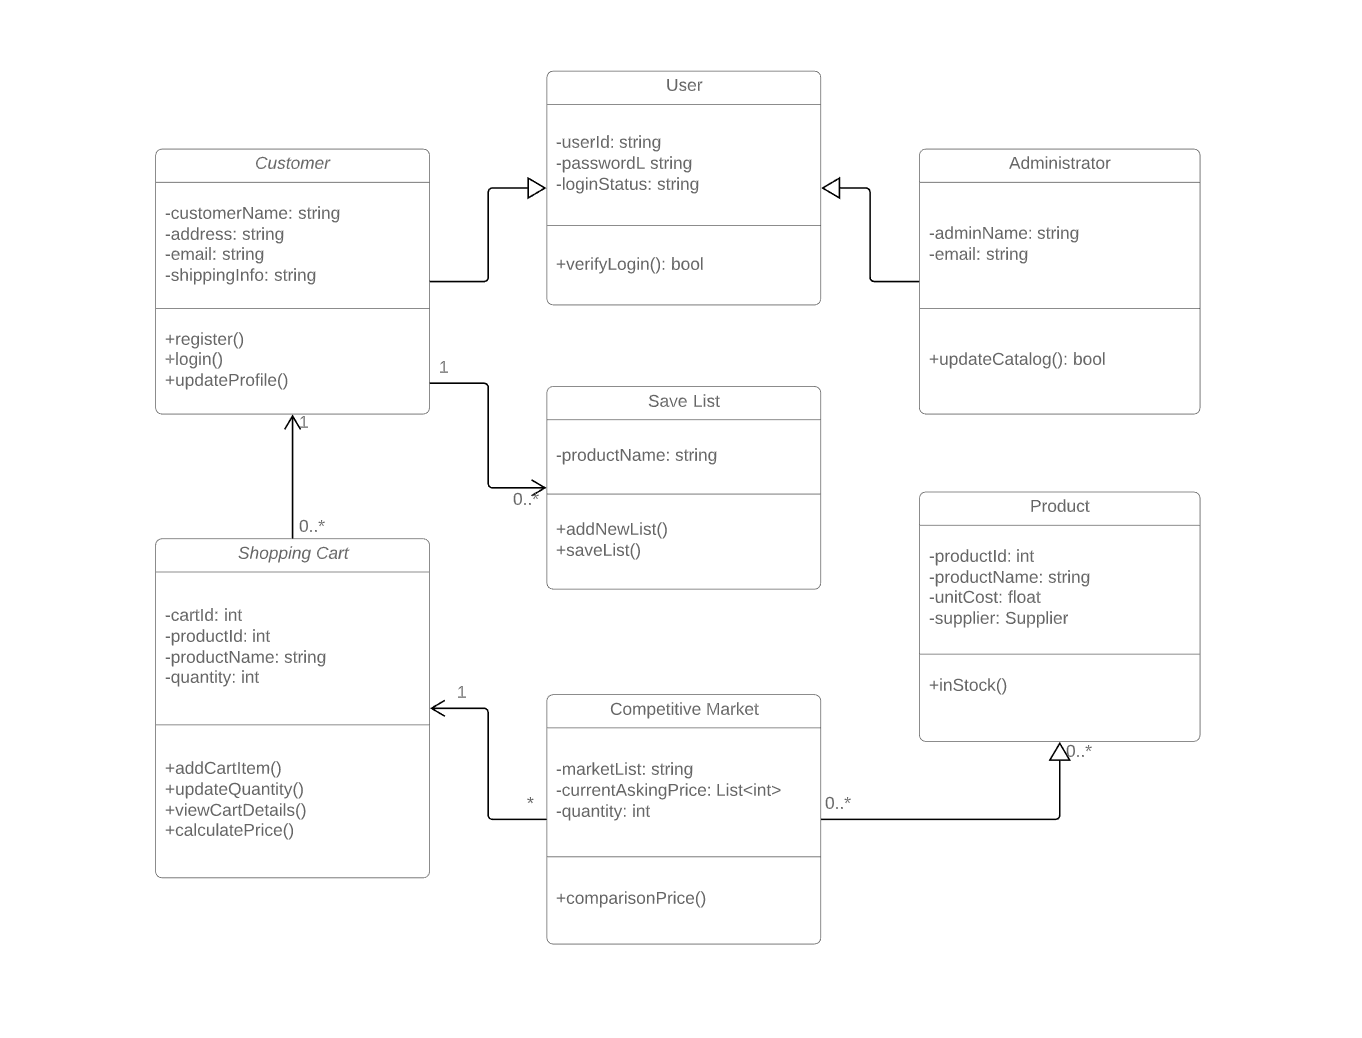 User
-userId: string
-passwordL string
-loginStatus: string
+verifyLogin(): bool
Customer
-customerName: string
-address: string
-email: string
-shippingInfo: string
+register()
+login()
+updateProfile()
Administrator
-adminName: string
-email: string
+updateCatalog(): bool
1
1
0..*
0..*
Save List
-productName: string
+addNewList()
+saveList()
Product
-productId: int
-productName: string
-unitCost: float
-supplier: Supplier
+inStock()
Shopping Cart
-cartId: int
-productId: int
-productName: string
-quantity: int
+addCartItem()
+updateQuantity()
+viewCartDetails()
+calculatePrice()
1
*
Competitive Market
-marketList: string
-currentAskingPrice: List<int>
-quantity: int
+comparisonPrice()
0..*
0..*